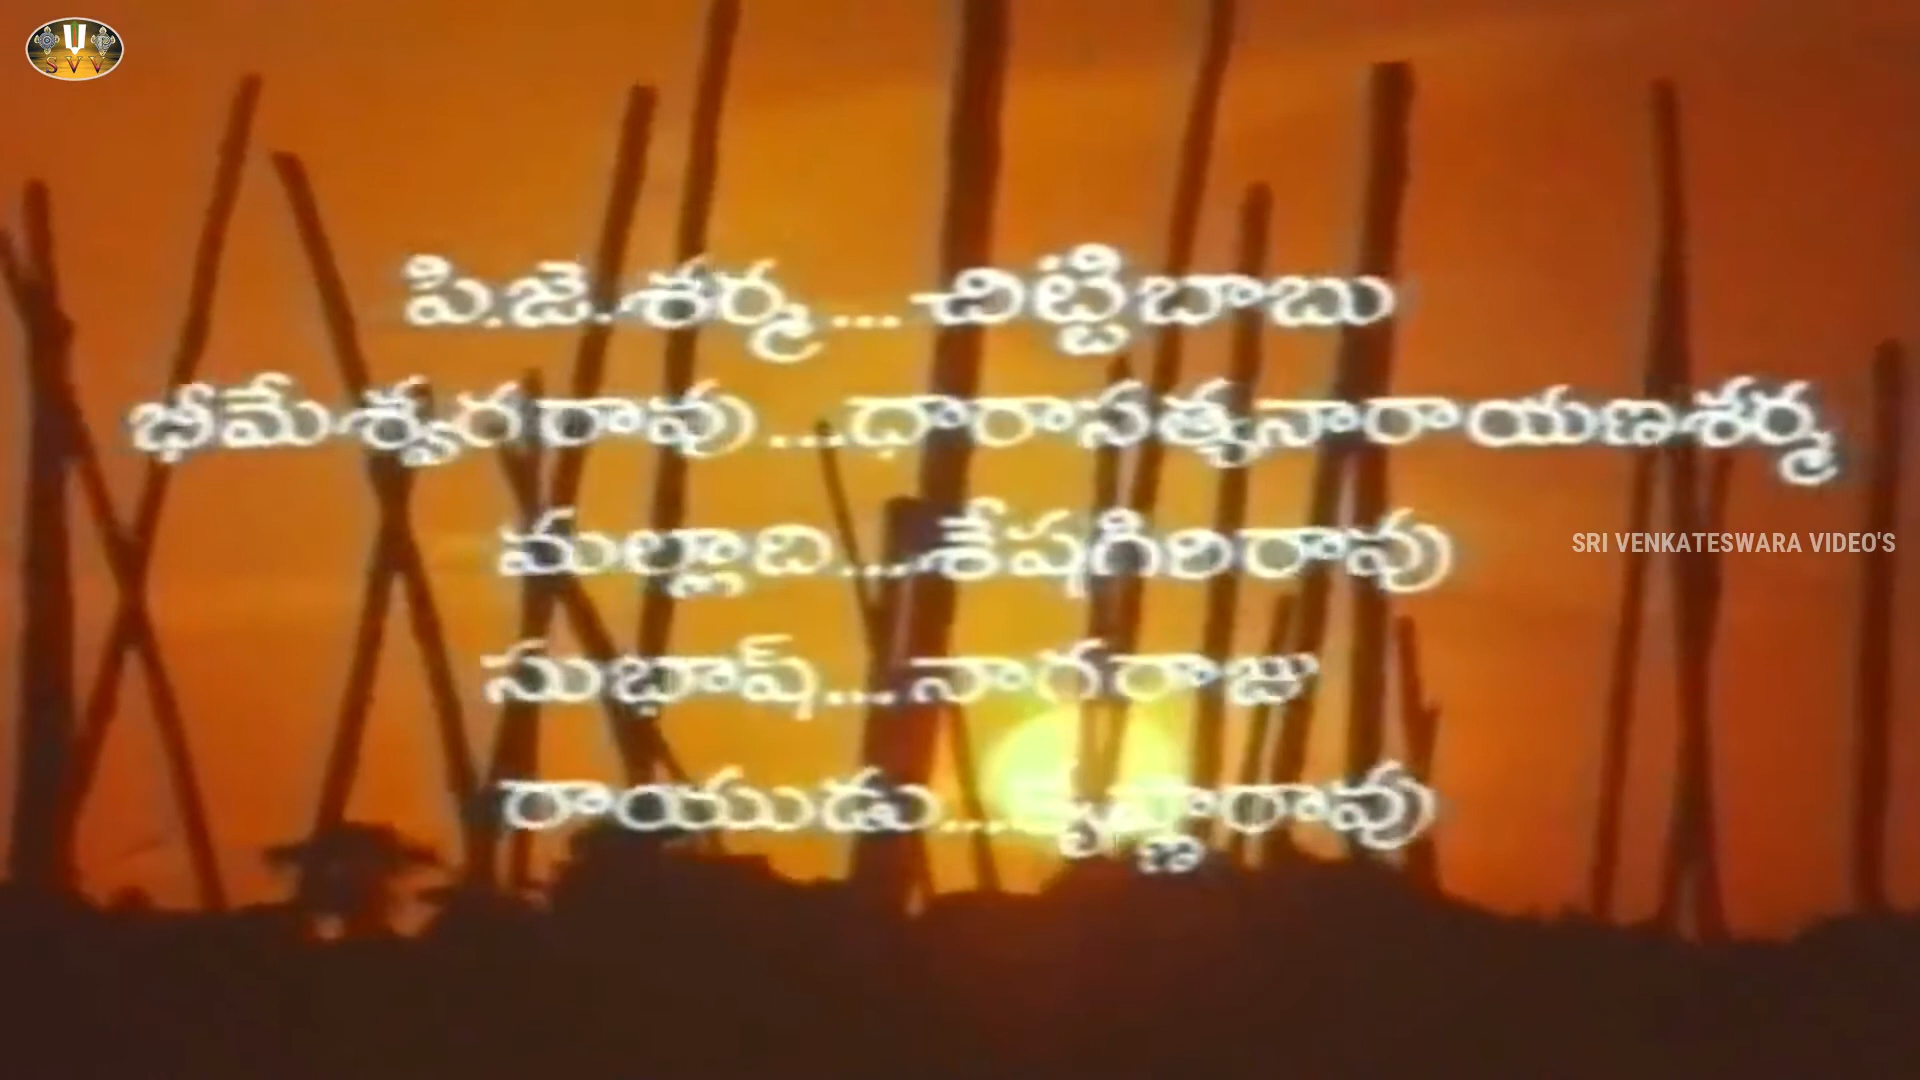 SVV
పి.జె.శర్మ...చిట్టిబాబు
భీమేశ్వరరావు...ధారాసత్యనారాయణశర్మ
మల్లాది...శేషగిరిరావు
SRI VENKATESWARA VIDEO'S
సుభాష్...నాగరాజు
రాయుడు...కృష్ణారావు